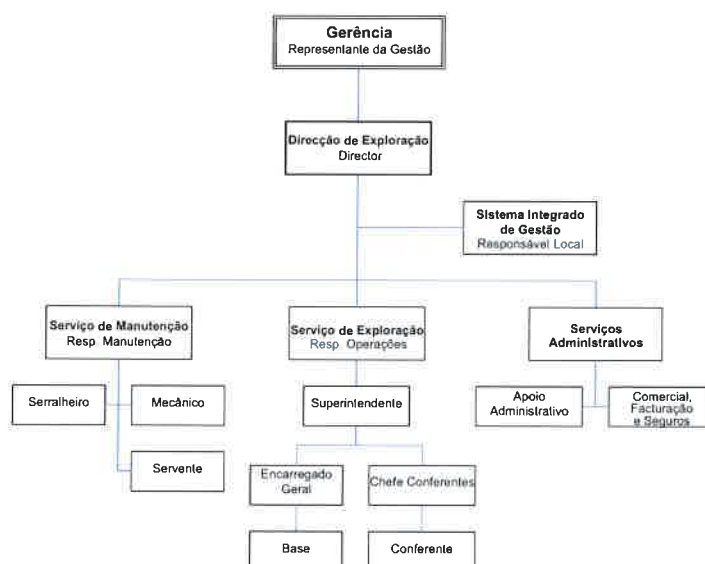 Gerência
Representante da Gestão
Direcção de Exploração
Director
Sistema Integrado
de Gestão
Responsável Local
Serviço de Manutenção
Resp. Manutenção
Serviço de Exploração
Resp. Operações
Serviços
Administrativos
Serralheiro
Mecânico
Superintendente
Apoio
Administrativo
Comercial,
Facturação
e Seguros
Servente
Encarregado
Geral
Chefe Conferentes
Base
Conferente